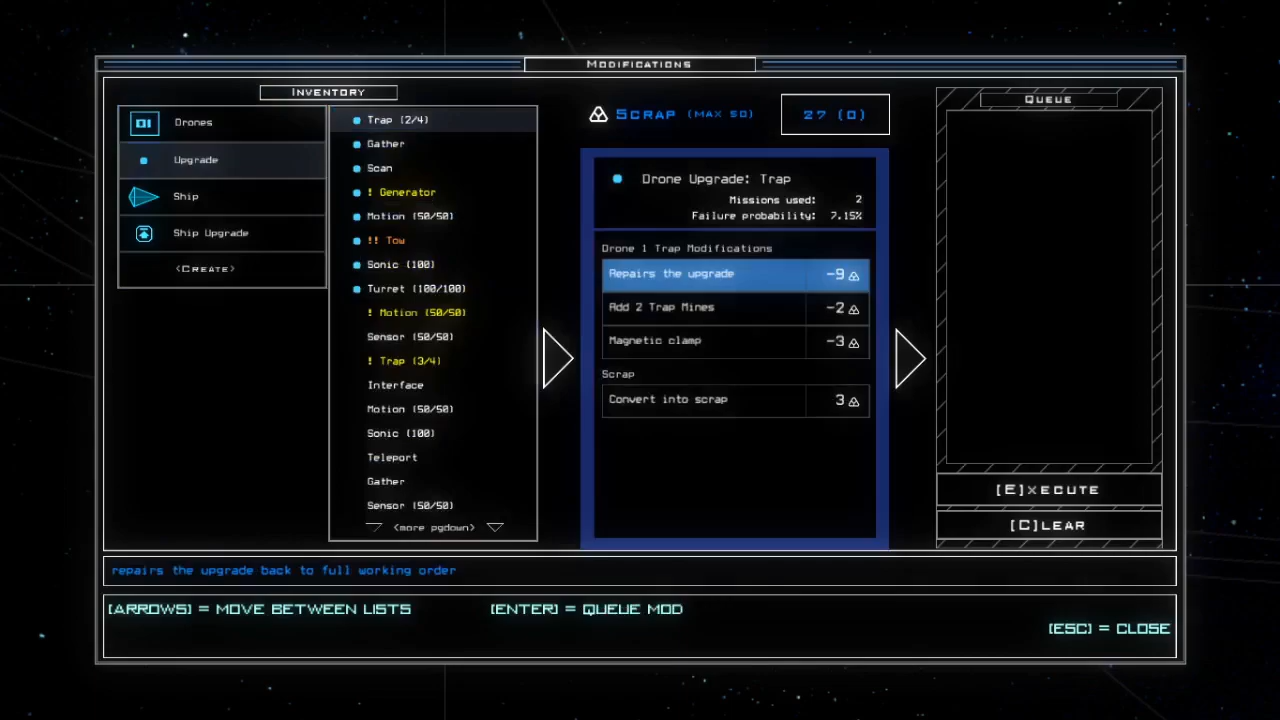 Modifications
Inventory
Drones
Upgrade
Ship
Ship Upgrade
<Create>
Trap (2/4)
Gather
Scan
! Generator
Motion (50/50)
!! Tow
Sonic (100)
Turret (100/100)
! Motion (50/50)
Sensor (50/50)
! Trap (3/4)
Interface
Motion (50/50)
Sonic (100)
Teleport
Gather
Sensor (50/50)
<more pgdown>
Scrap (max 50) 27 (0)
Drone Upgrade: Trap
Missions used: 2
Failure probability: 7.15%
Drone 1 Trap Modifications
Repairs the upgrade -9
Add 2 Trap Mines -2
Magnetic clamp -3
Scrap
Convert into scrap 3
Queue
[E]xecute
[C]lear
repairs the upgrade back to full working order
[ARROWS] = MOVE BETWEEN LISTS [ENTER] = QUEUE MOD
[ESC] = CLOSE